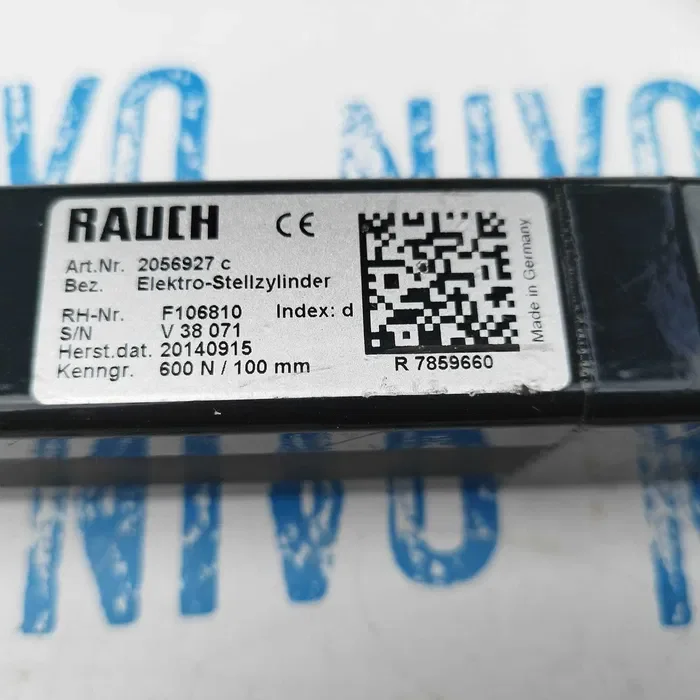 RAUCH CE
Art.Nr. 2056927 c
Bez. Elektro-Stellzylinder
RH-Nr. F106810 Index: d
S/N V 38 071
Herst.dat. 20140915
Kenngr. 600 N / 100 mm
R 7859660
Made in Germany
NIVO